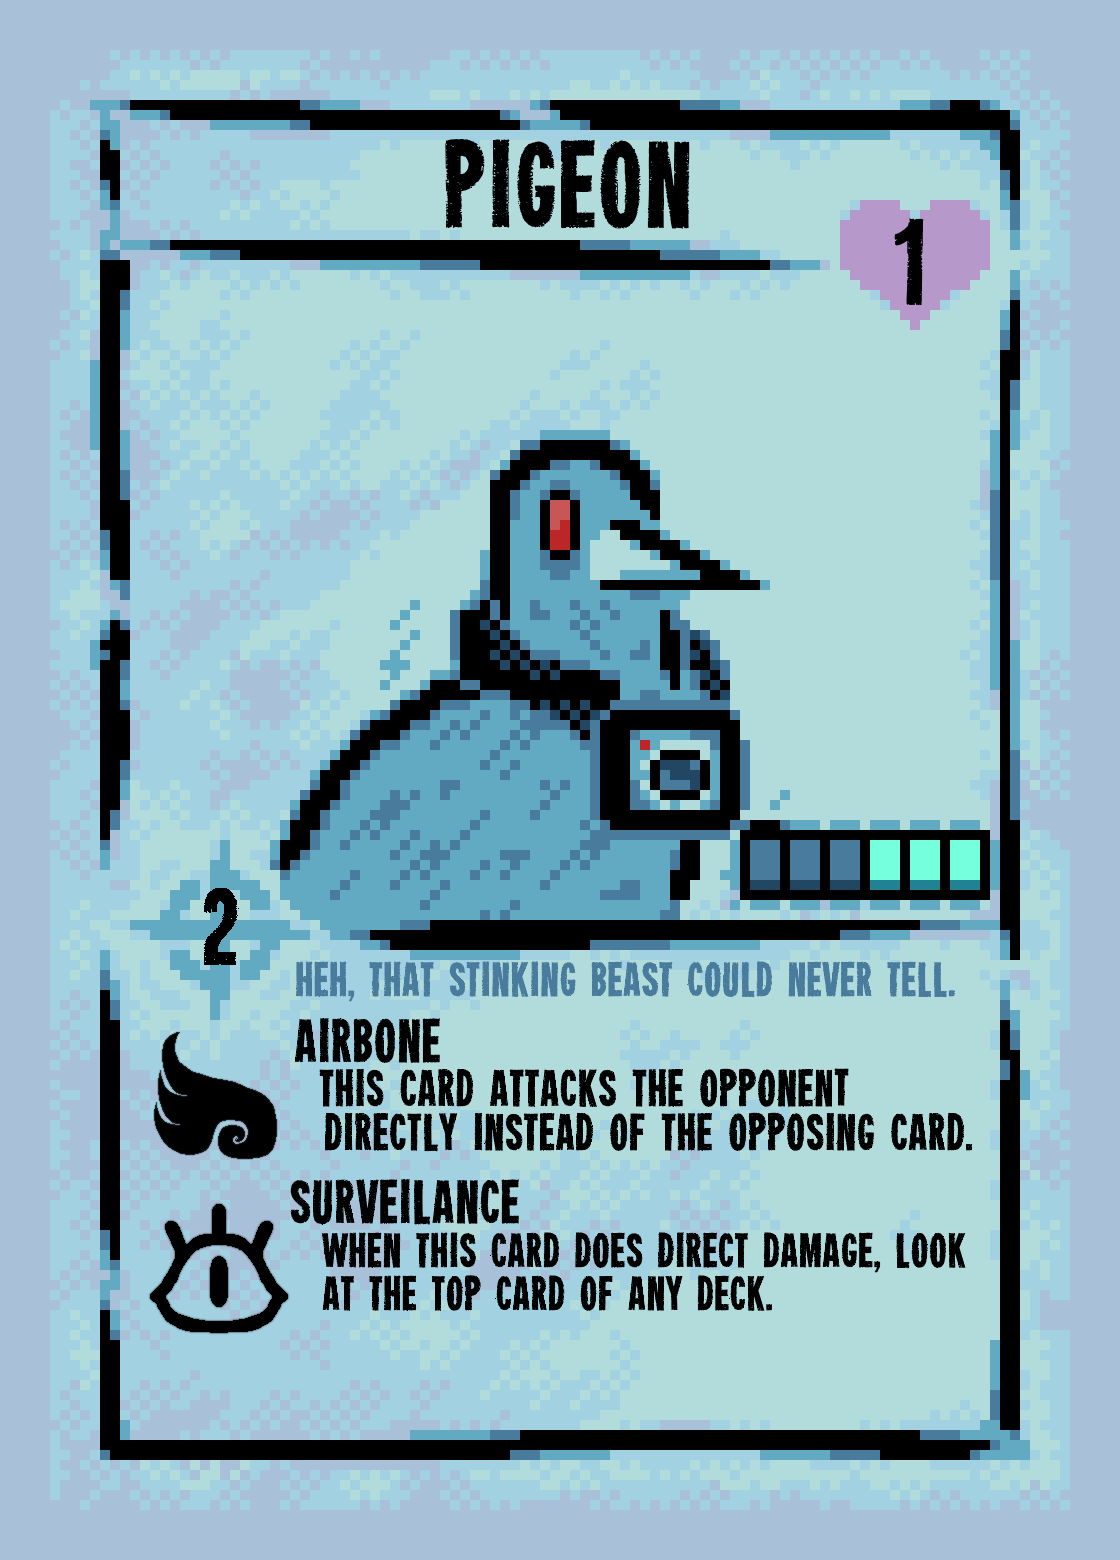 PIGEON
1
2
HEH, THAT STINKING BEAST COULD NEVER TELL.
AIRBONE
THIS CARD ATTACKS THE OPPONENT
DIRECTLY INSTEAD OF THE OPPOSING CARD.
SURVEILANCE
WHEN THIS CARD DOES DIRECT DAMAGE, LOOK
AT THE TOP CARD OF ANY DECK.